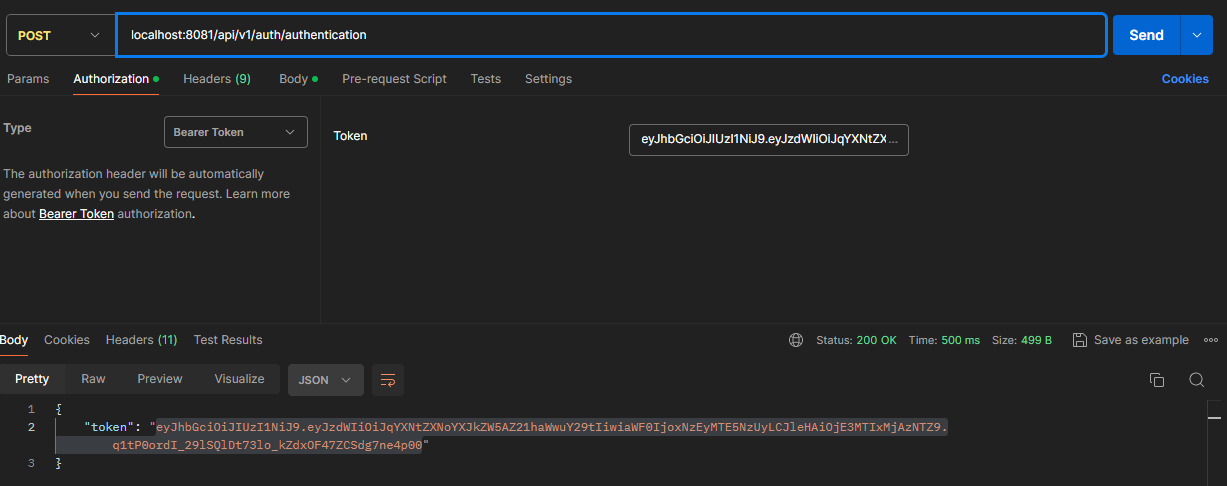 POST localhost:8081/api/v1/auth/authentication Send
Params Authorization Headers (9) Body Pre-request Script Tests Settings Cookies
Type Bearer Token
Token eyJhbGciOiJIUzI1NiJ9.eyJzdWIiOiJqYXNtZX...
The authorization header will be automatically
generated when you send the request. Learn more
about Bearer Token authorization.
Body Cookies Headers (11) Test Results Status: 200 OK Time: 500 ms Size: 499 B Save as example
Pretty Raw Preview Visualize JSON
1 {
2 "token": "eyJhbGciOiJIUzI1NiJ9.eyJzdWIiOiJqYXNtZXNoYXJkZW5AZ21haWwuY29tIiwiaWF0IjoxNzEyMTE5NzUyLCJleHAiOjE3MTIxMjAzNTZ9.
q1tP0ordI_29lSQlDt73lo_kZdxOF47ZCSdg7ne4p00"
3 }